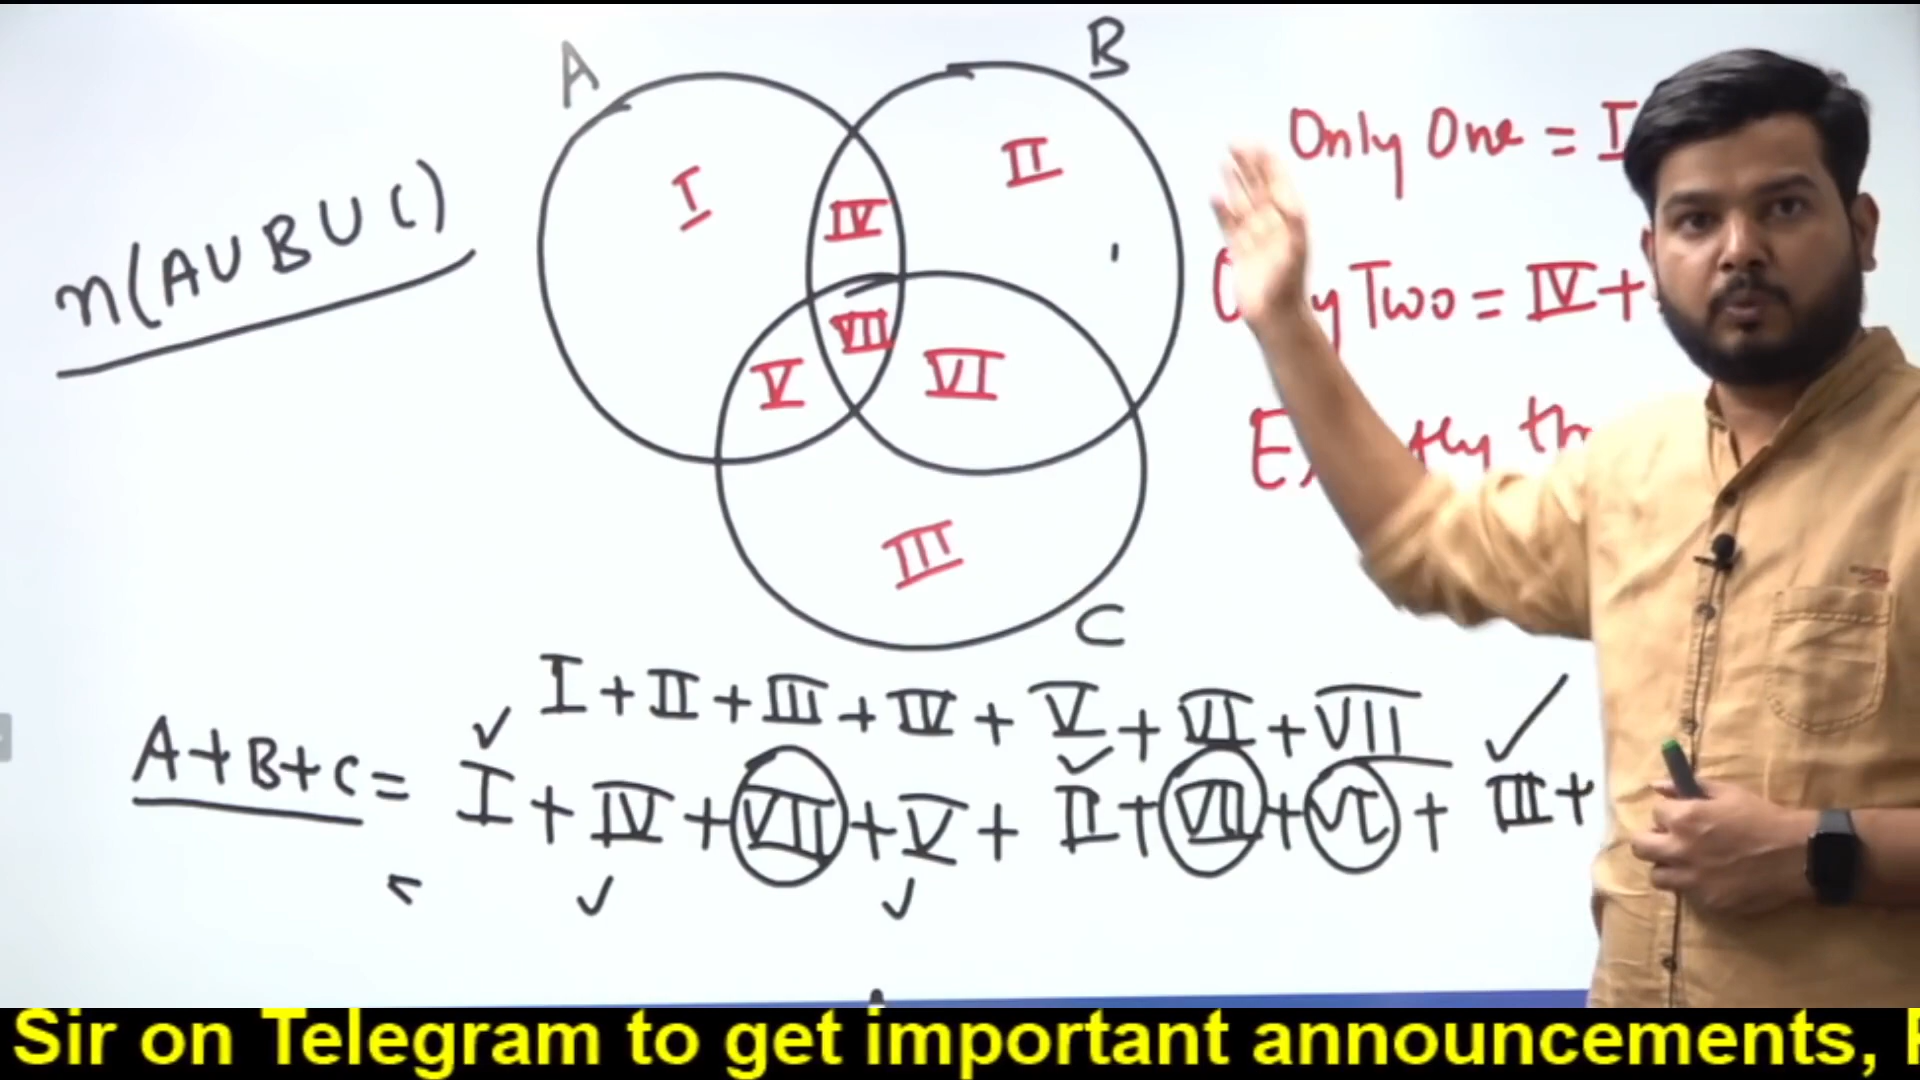 A
B
I
II
IV
n(AUBUC)
VII
V
VI
III
C
Only One = I
Two = IV+
I+II+III+IV+V+VI+VII
A+B+C= I+IV+VII+V+II+VII+VI+III+
Sir on Telegram to get important announcements,